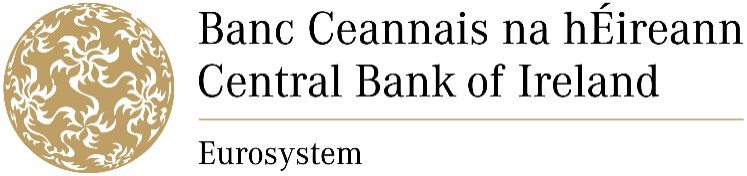 Banc Ceannais na hÉireann
Central Bank of Ireland
Eurosystem